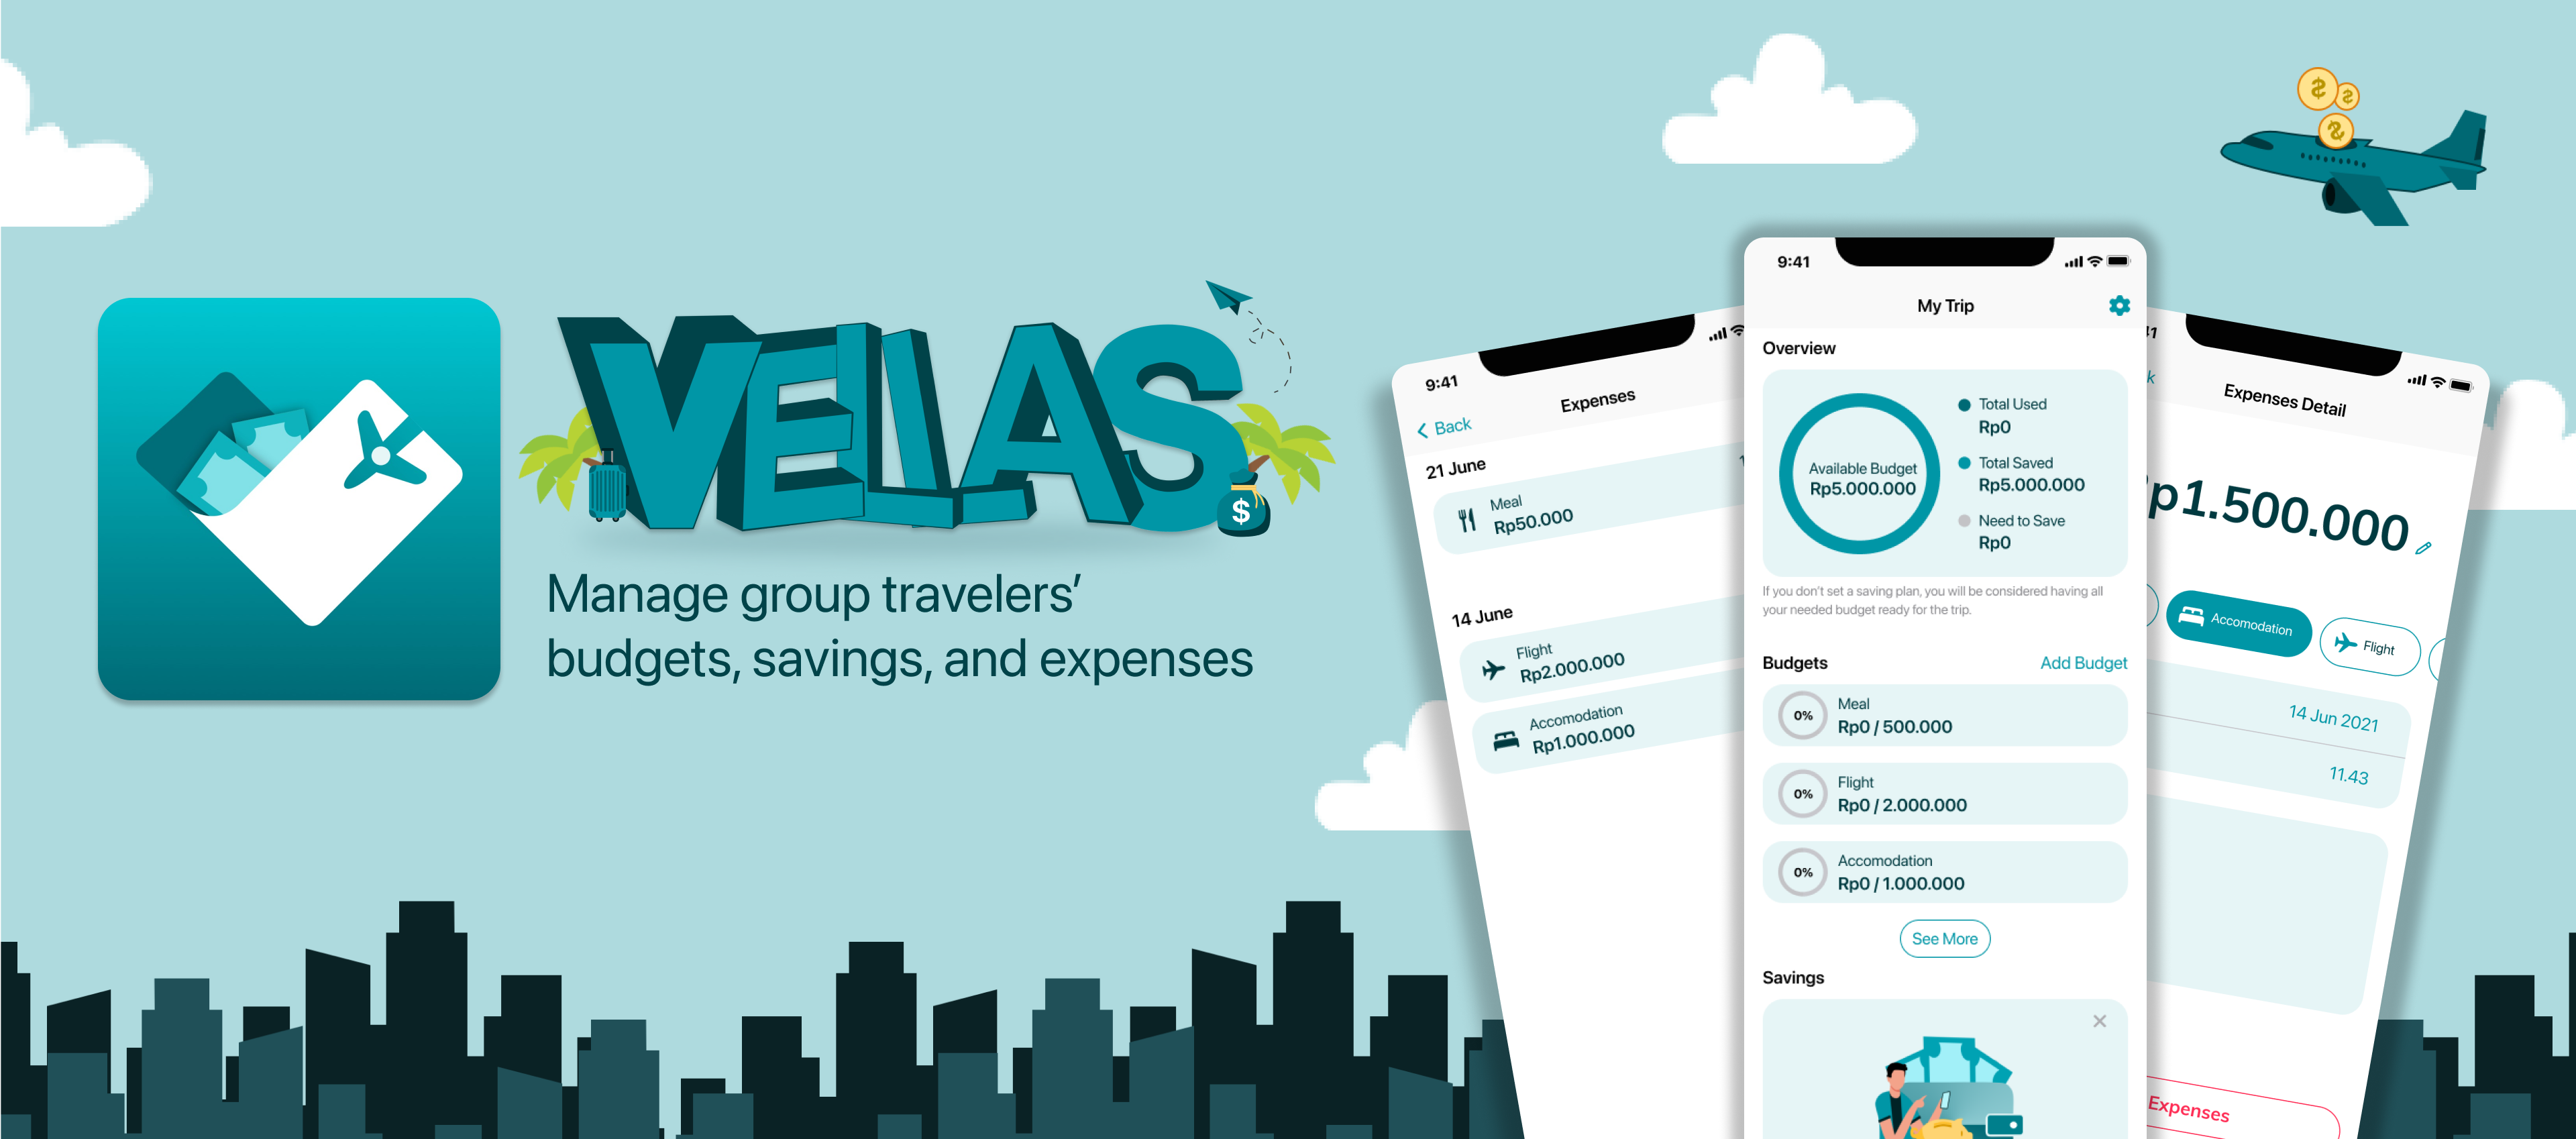 VELLAS
$
Manage group travelers’
budgets, savings, and expenses
$
$
$
9:41
Expenses
Back
21 June
Meal
Rp50.000
14 June
Flight
Rp2.000.000
Accomodation
Rp1.000.000
9:41
My Trip
Overview
Available Budget
Rp5.000.000
Total Used
Rp0
Total Saved
Rp5.000.000
Need to Save
Rp0
If you don't set a saving plan, you will be considered having all
your needed budget ready for the trip.
Budgets
Add Budget
0%
Meal
Rp0 / 500.000
0%
Flight
Rp0 / 2.000.000
0%
Accomodation
Rp0 / 1.000.000
See More
Savings
Expenses Detail
p1.500.000
Accomodation
Flight
14 Jun 2021
11.43
Expenses